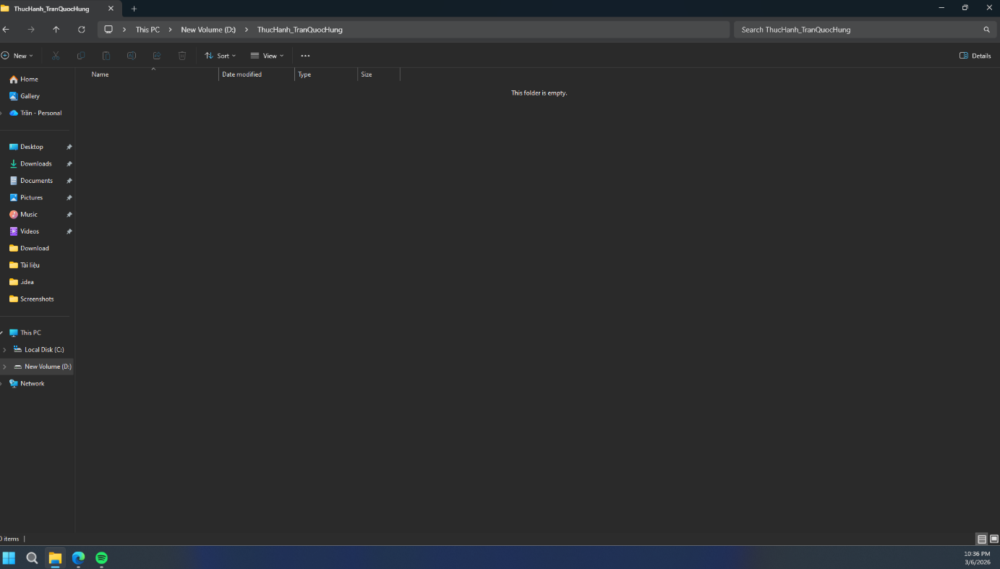 ThucHanh_TranQuocHung
This PC
New Volume (D:)
ThucHanh_TranQuocHung
Search ThucHanh_TranQuocHung
New
Sort
View
Details
Name
Date modified
Type
Size
This folder is empty.
Home
Gallery
Trần - Personal
Desktop
Downloads
Documents
Pictures
Music
Videos
Download
Tài liệu
.idea
Screenshots
This PC
Local Disk (C:)
New Volume (D:)
Network
0 items
10:36 PM
3/6/2026